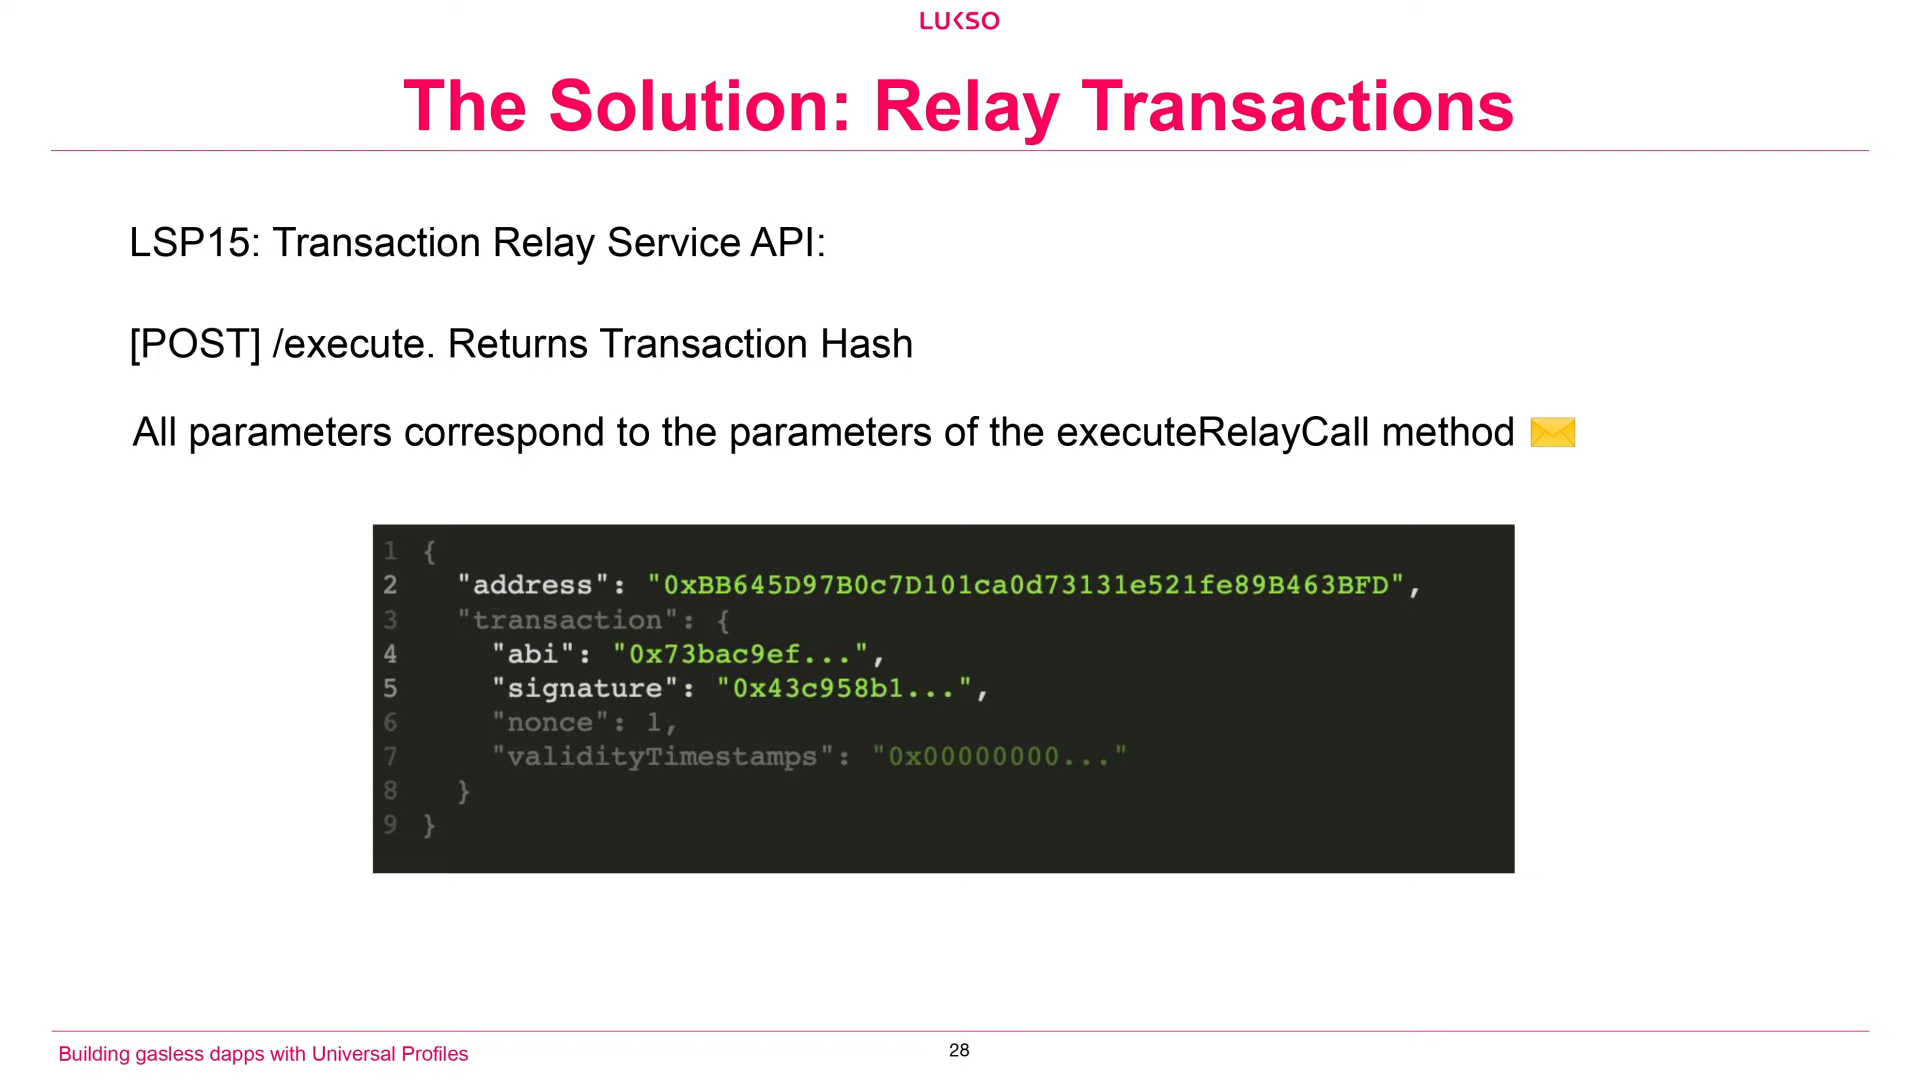 LUKSO
The Solution: Relay Transactions
LSP15: Transaction Relay Service API:
[POST] /execute. Returns Transaction Hash
All parameters correspond to the parameters of the executeRelayCall method
1 {
2 "address": "0xBB645D97B0c7D101ca0d73131e521fe89B463BFD",
3 "transaction": {
4 "abi": "0x73bac9ef...",
5 "signature": "0x43c958b1...",
6 "nonce": 1,
7 "validityTimestamps": "0x00000000..."
8 }
9 }
Building gasless dapps with Universal Profiles
28